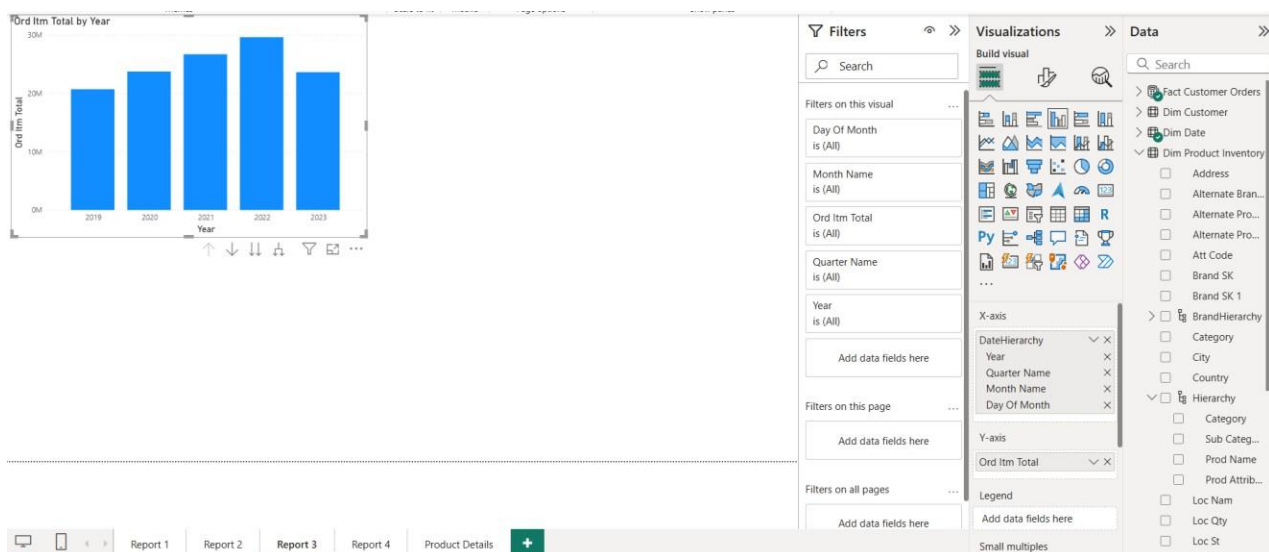 Ord Itm Total by Year
30M
20M
10M
0M
Ord Itm Total
2019 2020 2021 2022 2023
Year
Filters
Search
Filters on this visual
Day Of Month
is (All)
Month Name
is (All)
Ord Itm Total
is (All)
Quarter Name
is (All)
Year
is (All)
Add data fields here
Filters on this page
Add data fields here
Filters on all pages
Add data fields here
Visualizations
Build visual
123
R
Py
X-axis
DateHierarchy
Year
Quarter Name
Month Name
Day Of Month
Y-axis
Ord Itm Total
Legend
Add data fields here
Small multiples
Data
Search
Fact Customer Orders
Dim Customer
Dim Date
Dim Product Inventory
Address
Alternate Bran...
Alternate Pro...
Alternate Pro...
Att Code
Brand SK
Brand SK 1
BrandHierarchy
Category
City
Country
Hierarchy
Category
Sub Categ...
Prod Name
Prod Attrib...
Loc Nam
Loc Qty
Loc St
Report 1 Report 2 Report 3 Report 4 Product Details +